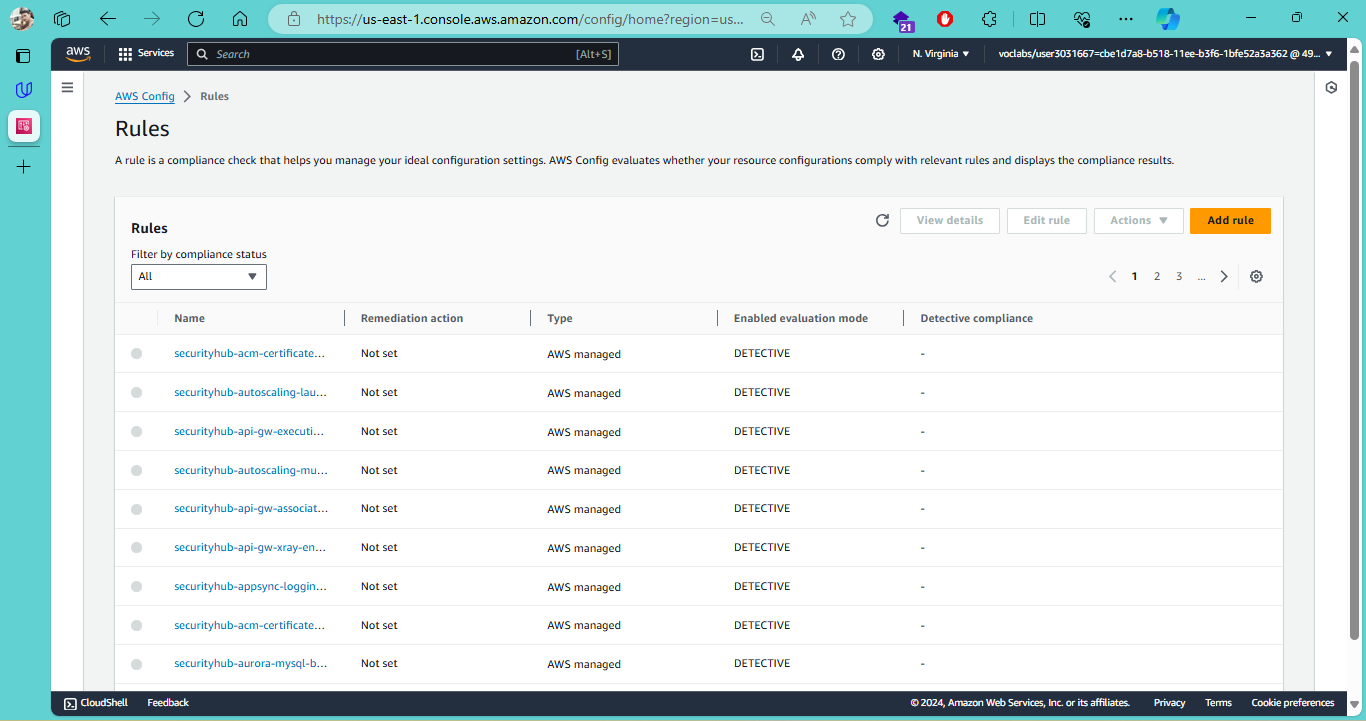 https://us-east-1.console.aws.amazon.com/config/home?region=us...
21
aws
Services
Search
[Alt+S]
N. Virginia
voclabs/user3031667=cbe1d7a8-b518-11ee-b3f6-1bfe52a3a362 @ 49...
AWS Config > Rules
Rules
A rule is a compliance check that helps you manage your ideal configuration settings. AWS Config evaluates whether your resource configurations comply with relevant rules and displays the compliance results.
Rules
View details
Edit rule
Actions
Add rule
Filter by compliance status
All
1 2 3 ...
Name Remediation action Type Enabled evaluation mode Detective compliance
securityhub-acm-certificate... Not set AWS managed DETECTIVE -
securityhub-autoscaling-lau... Not set AWS managed DETECTIVE -
securityhub-api-gw-executi... Not set AWS managed DETECTIVE -
securityhub-autoscaling-mu... Not set AWS managed DETECTIVE -
securityhub-api-gw-associat... Not set AWS managed DETECTIVE -
securityhub-api-gw-xray-en... Not set AWS managed DETECTIVE -
securityhub-appsync-loggin... Not set AWS managed DETECTIVE -
securityhub-acm-certificate... Not set AWS managed DETECTIVE -
securityhub-aurora-mysql-b... Not set AWS managed DETECTIVE -
CloudShell Feedback © 2024, Amazon Web Services, Inc. or its affiliates. Privacy Terms Cookie preferences